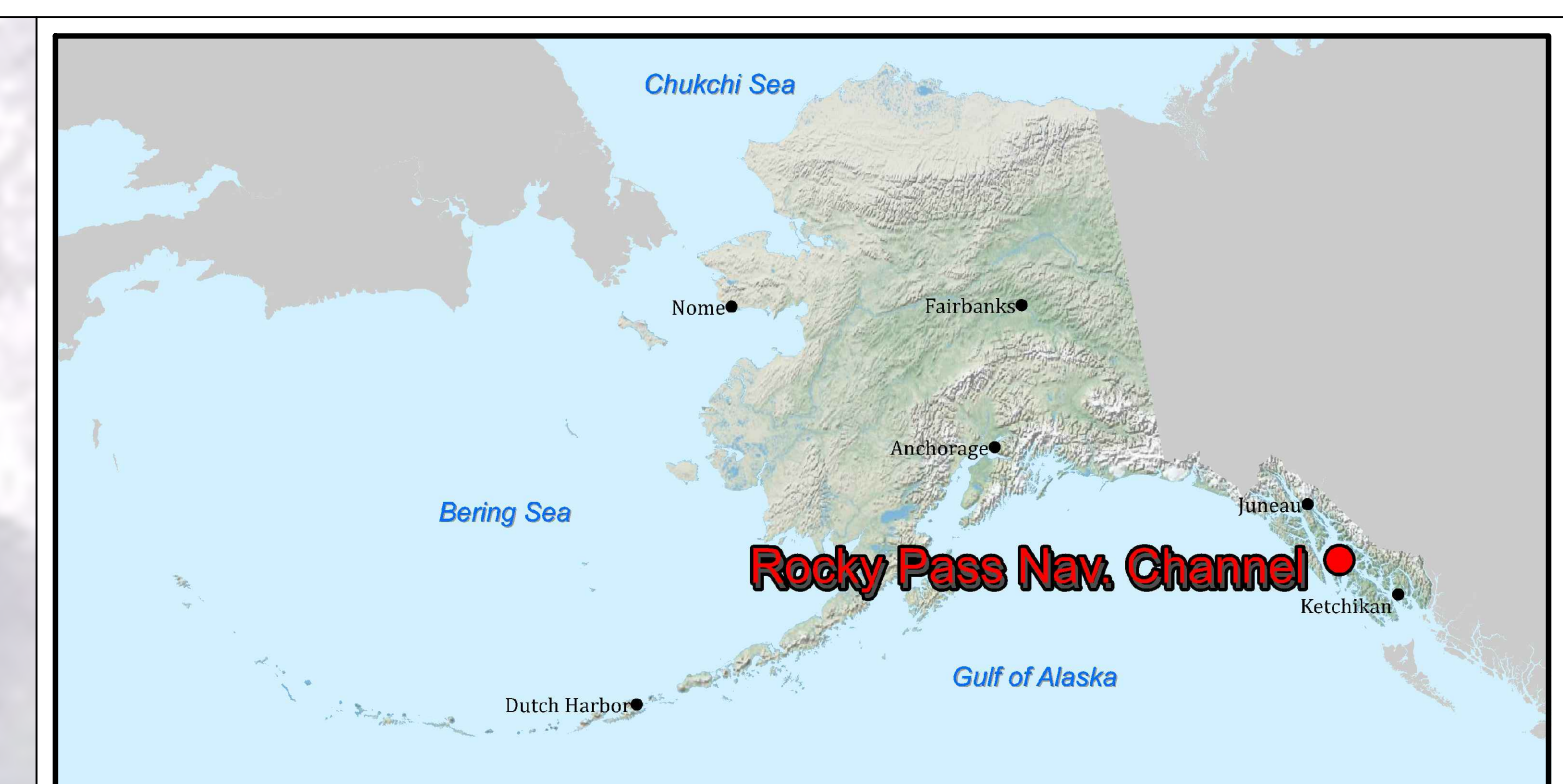 Chukchi Sea
Nome
Fairbanks
Anchorage
Bering Sea
Juneau
Rocky Pass Nav. Channel
Ketchikan
Gulf of Alaska
Dutch Harbor